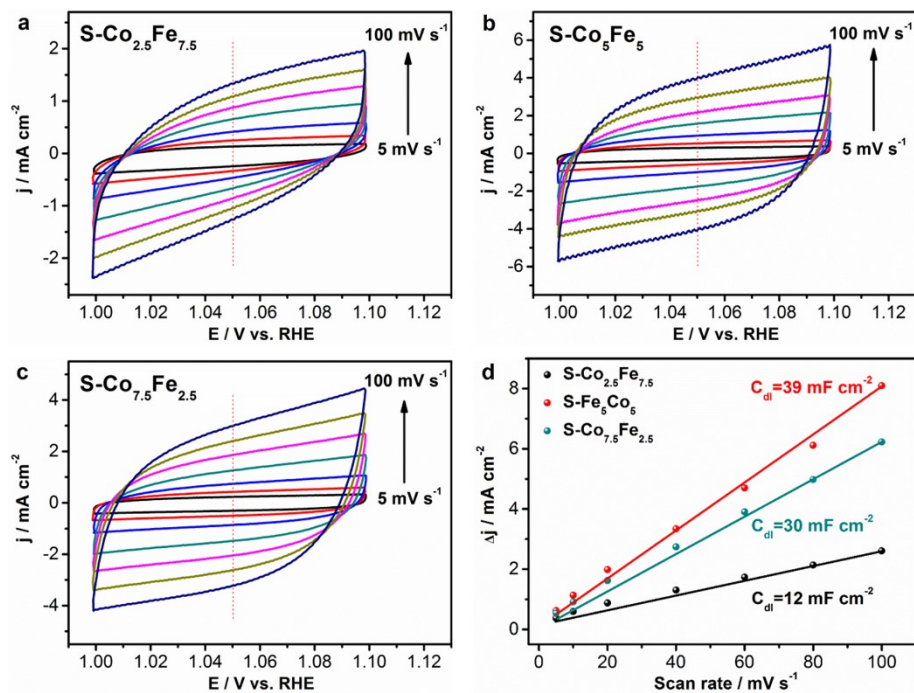 a
S-Co2.5Fe7.5
100 mV s-1
5 mV s-1
j / mA cm-2
2
1
0
-1
-2
1.00 1.02 1.04 1.06 1.08 1.10 1.12
E / V vs. RHE
b
S-Co5Fe5
100 mV s-1
5 mV s-1
j / mA cm-2
6
4
2
0
-2
-4
-6
1.00 1.02 1.04 1.06 1.08 1.10 1.12
E / V vs. RHE
c
S-Co7.5Fe2.5
100 mV s-1
5 mV s-1
j / mA cm-2
4
2
0
-2
-4
1.00 1.02 1.04 1.06 1.08 1.10 1.12
E / V vs. RHE
d
S-Co2.5Fe7.5
S-Fe5Co5
S-Co7.5Fe2.5
Cdl=39 mF cm-2
Cdl=30 mF cm-2
Cdl=12 mF cm-2
Δj / mA cm-2
8
6
4
2
0
0 20 40 60 80 100
Scan rate / mV s-1